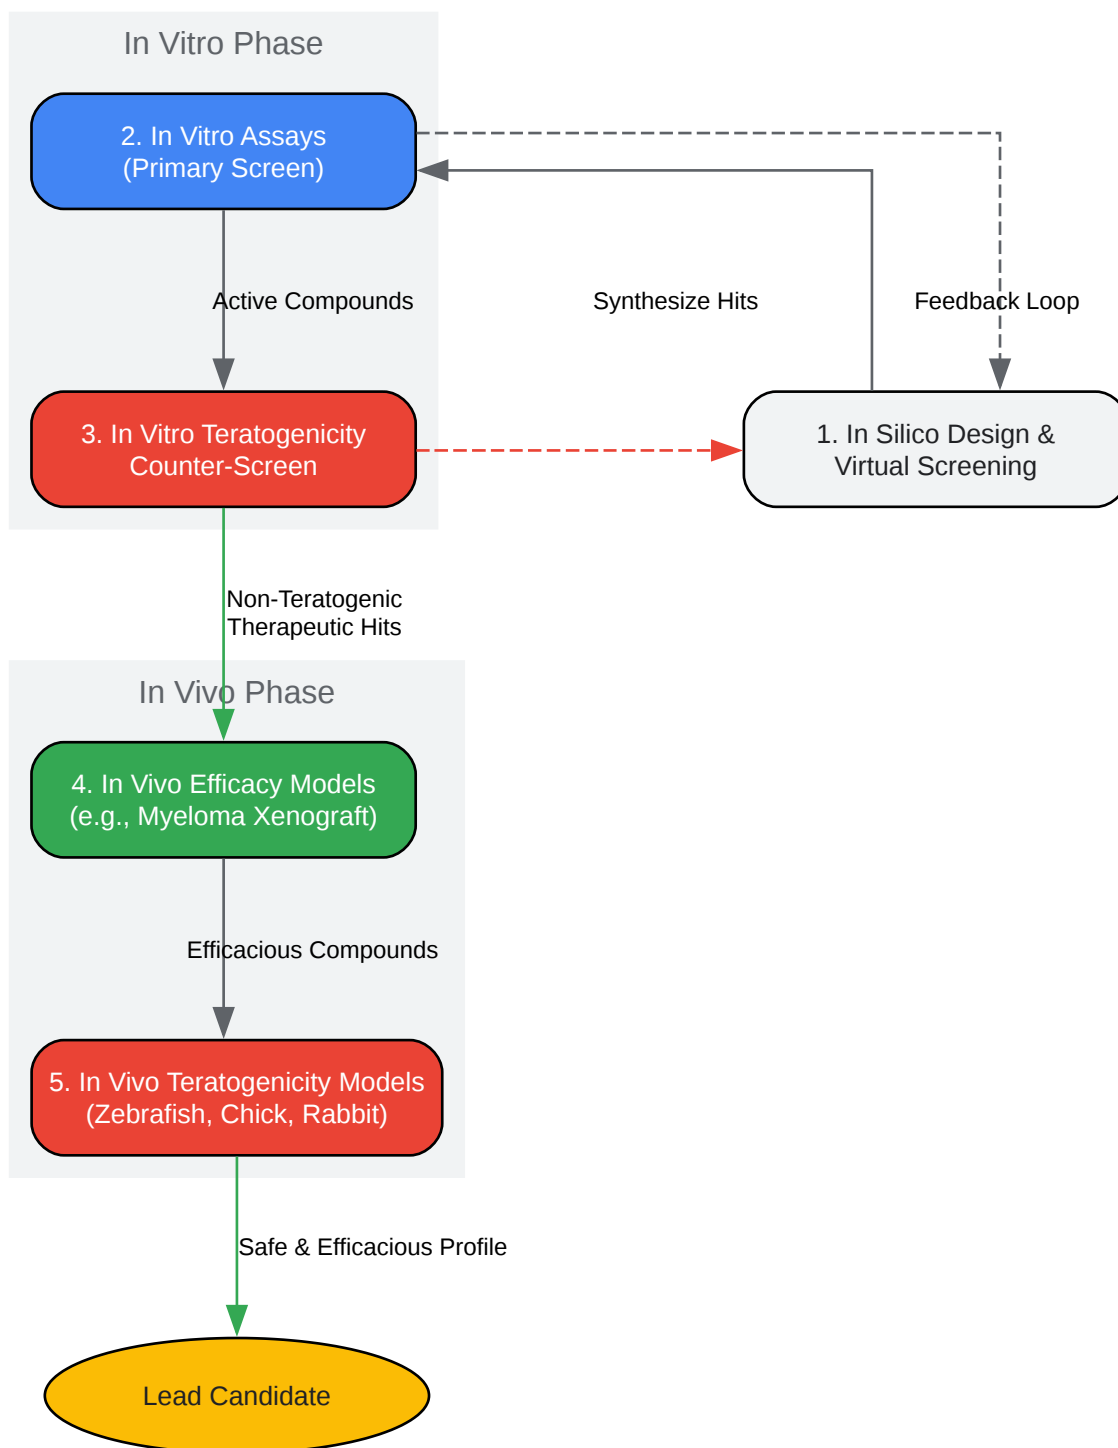 In Vitro Phase
2. In Vitro Assays
(Primary Screen)
Active Compounds
Synthesize Hits
Feedback Loop
3. In Vitro Teratogenicity
Counter-Screen
1. In Silico Design &
Virtual Screening
Non-Teratogenic
Therapeutic Hits
In Vivo Phase
4. In Vivo Efficacy Models
(e.g., Myeloma Xenograft)
Efficacious Compounds
5. In Vivo Teratogenicity Models
(Zebrafish, Chick, Rabbit)
Safe & Efficacious Profile
Lead Candidate